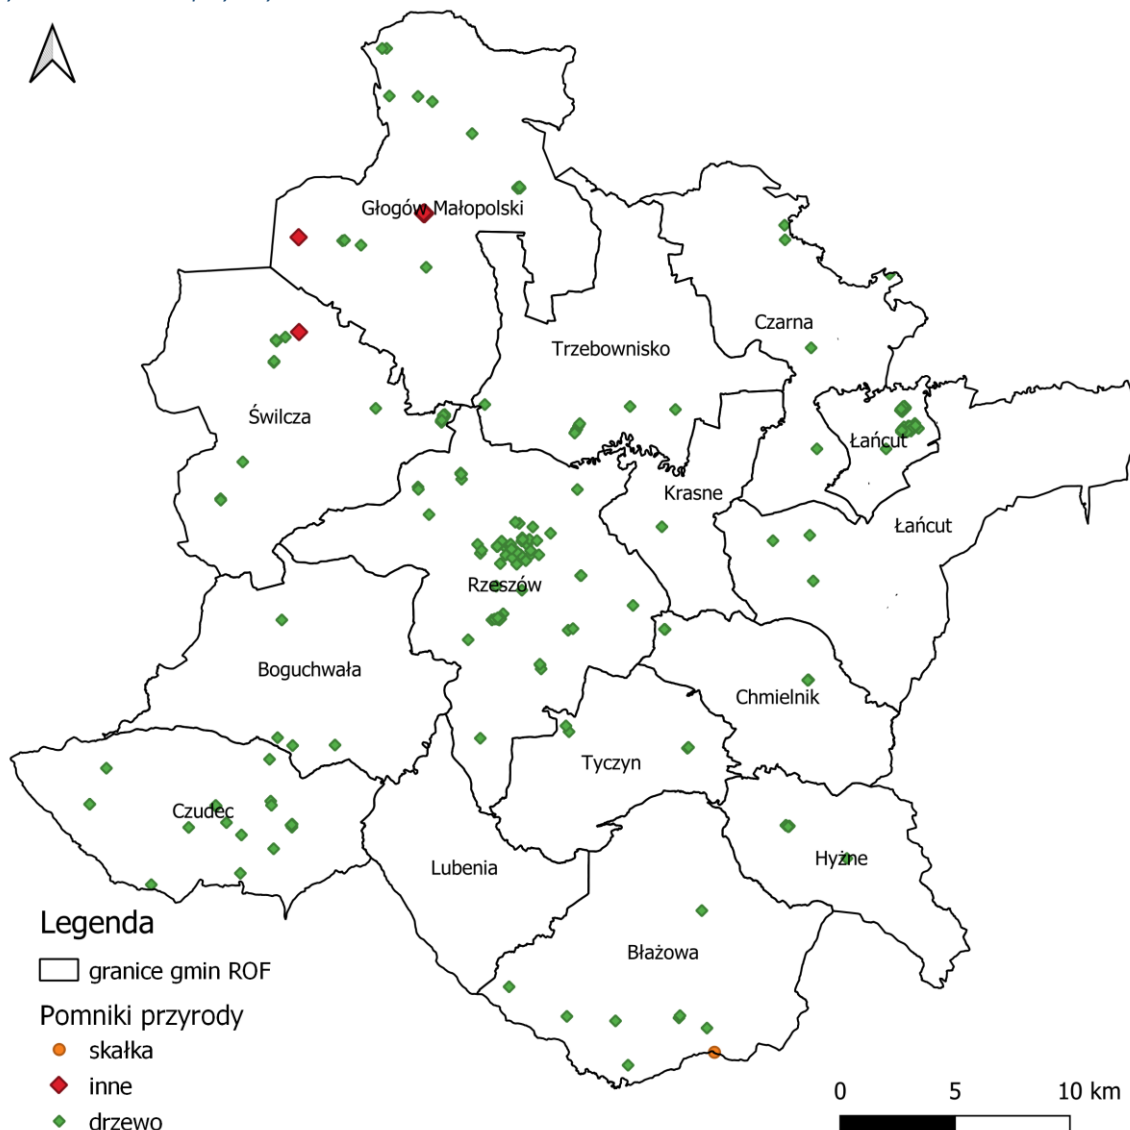 Głogów Małopolski
Czarna
Trzebownisko
Świlcza
Łańcut
Krasne
Łańcut
Rzeszów
Boguchwała
Chmielnik
Tyczyn
Czudec
Hyżne
Lubenia
Błażowa
Legenda
granice gmin ROF
Pomniki przyrody
skałka
inne
drzewo
0 5 10 km